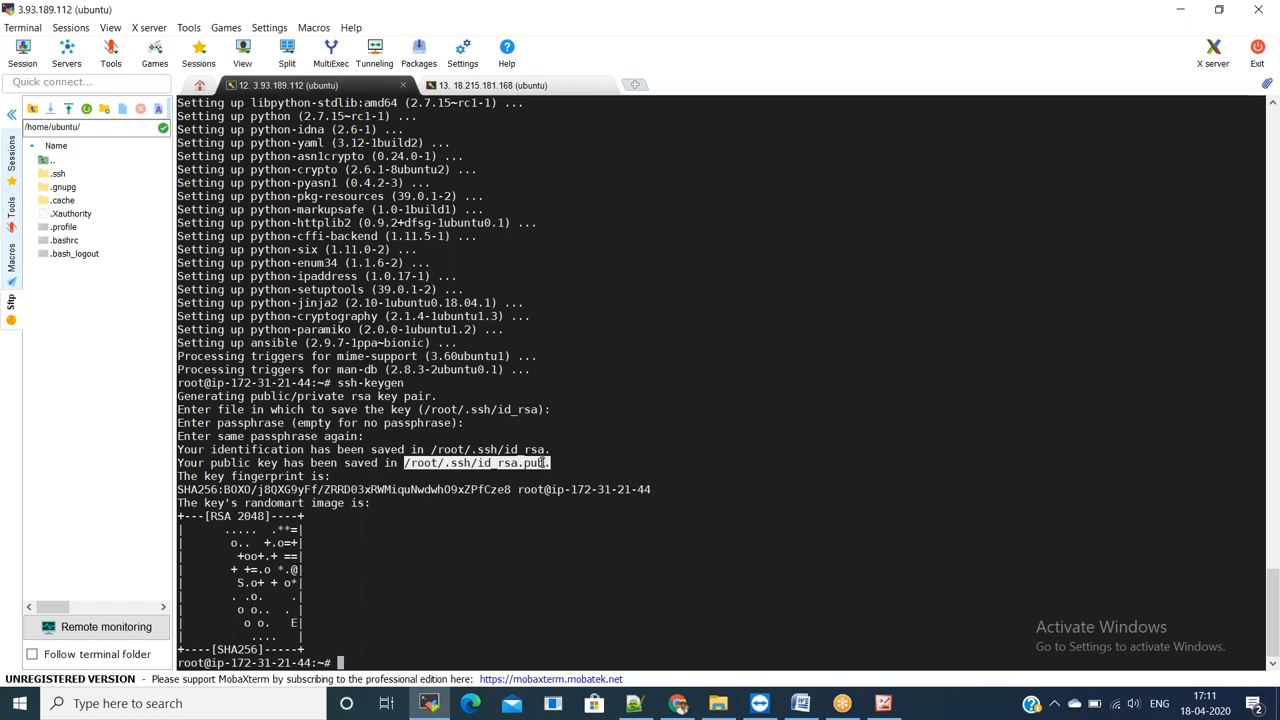 3.93.189.112 (ubuntu)
Terminal Sessions View X server Tools Games Settings Macros Help
Session Servers Tools Games Sessions View Split MultiExec Tunneling Packages Settings Help X server Exit
Quick connect...
12. 3.93.189.112 (ubuntu)
13. 18.215.181.168 (ubuntu)
/home/ubuntu/
Name
..
.ssh
.gnupg
.cache
.Xauthority
.profile
.bashrc
.bash_logout
Sessions
Tools
Macros
Sftp
Remote monitoring
Follow terminal folder
Setting up libpython-stdlib:amd64 (2.7.15~rc1-1) ...
Setting up python (2.7.15~rc1-1) ...
Setting up python-idna (2.6-1) ...
Setting up python-yaml (3.12-1build2) ...
Setting up python-asn1crypto (0.24.0-1) ...
Setting up python-crypto (2.6.1-8ubuntu2) ...
Setting up python-pyasn1 (0.4.2-3) ...
Setting up python-pkg-resources (39.0.1-2) ...
Setting up python-markupsafe (1.0-1build1) ...
Setting up python-httplib2 (0.9.2+dfsg-1ubuntu0.1) ...
Setting up python-cffi-backend (1.11.5-1) ...
Setting up python-six (1.11.0-2) ...
Setting up python-enum34 (1.1.6-2) ...
Setting up python-ipaddress (1.0.17-1) ...
Setting up python-setuptools (39.0.1-2) ...
Setting up python-jinja2 (2.10-1ubuntu0.18.04.1) ...
Setting up python-cryptography (2.1.4-1ubuntu1.3) ...
Setting up python-paramiko (2.0.0-1ubuntu1.2) ...
Setting up ansible (2.9.7-1ppa~bionic) ...
Processing triggers for mime-support (3.60ubuntu1) ...
Processing triggers for man-db (2.8.3-2ubuntu0.1) ...
root@ip-172-31-21-44:~# ssh-keygen
Generating public/private rsa key pair.
Enter file in which to save the key (/root/.ssh/id_rsa):
Enter passphrase (empty for no passphrase):
Enter same passphrase again:
Your identification has been saved in /root/.ssh/id_rsa.
Your public key has been saved in /root/.ssh/id_rsa.pub.
The key fingerprint is:
SHA256:BOXO/j8QXG9yFf/ZRRD03xRWMiquNwdwhO9xZPfCze8 root@ip-172-31-21-44
The key's randomart image is:
+---[RSA 2048]----+
|      ..... .**=|
|       o.. +.o=+|
|        +oo+.+ ==|
|       + +=.o *.@|
|        S.o+ + o*|
|       . .o.    .|
|        o o..  . |
|         o o.   E|
|          ....   |
+----[SHA256]-----+
root@ip-172-31-21-44:~#
Activate Windows
Go to Settings to activate Windows.
UNREGISTERED VERSION - Please support MobaXterm by subscribing to the professional edition here: https://mobaxterm.mobatek.net
Type here to search
17:11
18-04-2020
2